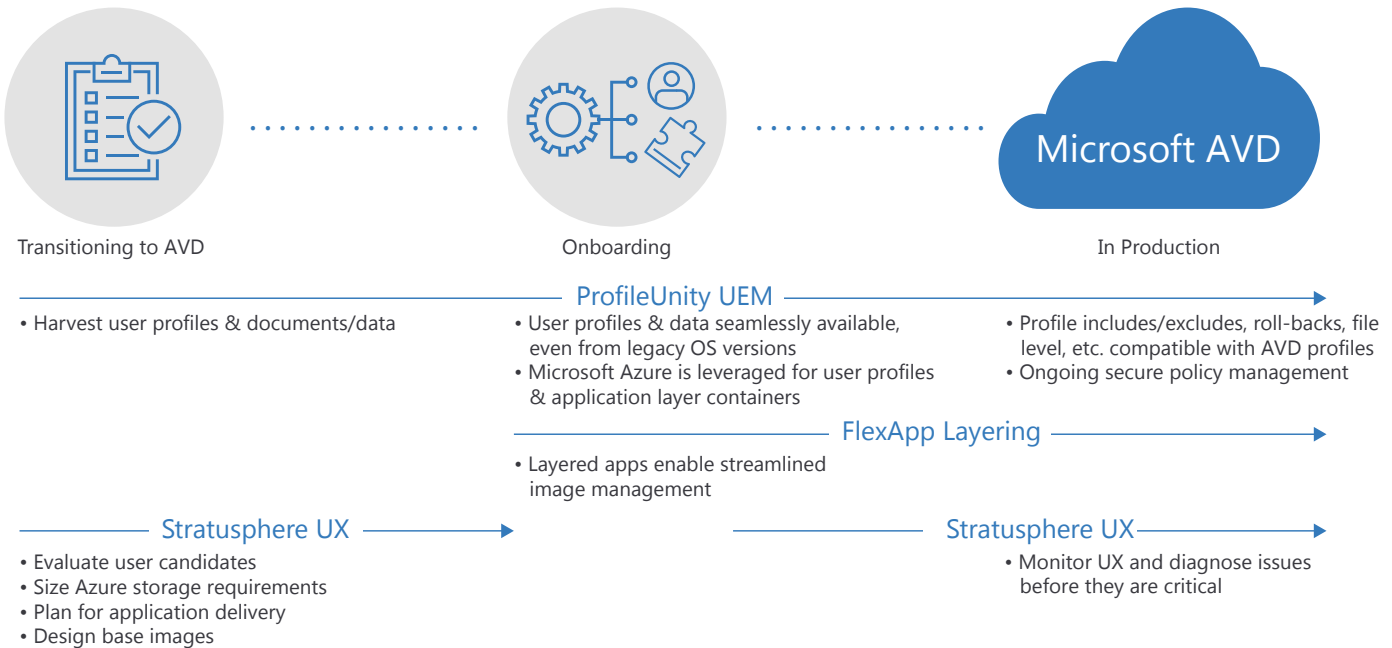 Microsoft AVD
Transitioning to AVD
Onboarding
In Production
ProfileUnity UEM
• Harvest user profiles & documents/data
• User profiles & data seamlessly available,
even from legacy OS versions
• Microsoft Azure is leveraged for user profiles
& application layer containers
• Profile includes/excludes, roll-backs, file
level, etc. compatible with AVD profiles
• Ongoing secure policy management
FlexApp Layering
• Layered apps enable streamlined
image management
Stratusphere UX
• Evaluate user candidates
• Size Azure storage requirements
• Plan for application delivery
• Design base images
Stratusphere UX
• Monitor UX and diagnose issues
before they are critical